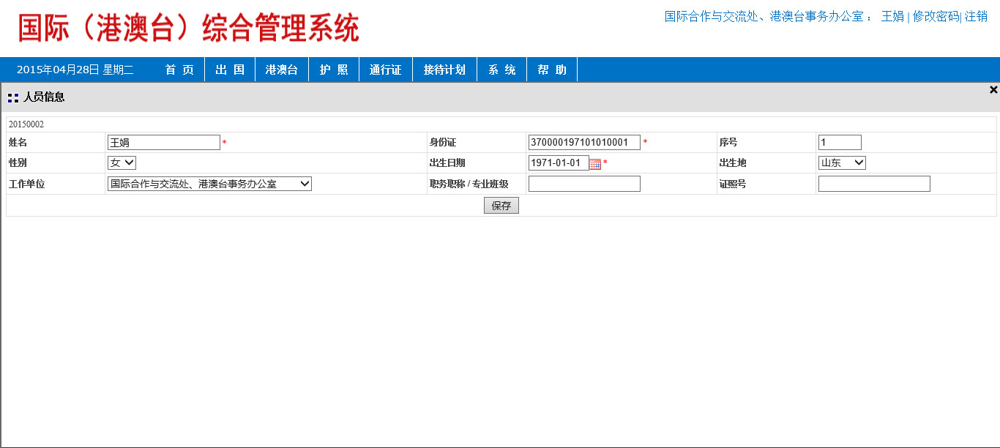 国际（港澳台）综合管理系统
国际合作与交流处、港澳台事务办公室： 王娟 | 修改密码| 注销
2015年04月28日 星期二 首 页 出 国 港澳台 护 照 通行证 接待计划 系 统 帮 助
人员信息
20150002
姓名 王娟 * 身份证 370000197101010001 * 序号 1
性别 女 出生日期 1971-01-01 * 出生地 山东
工作单位 国际合作与交流处、港澳台事务办公室 职务职称 / 专业班级 证照号
保存